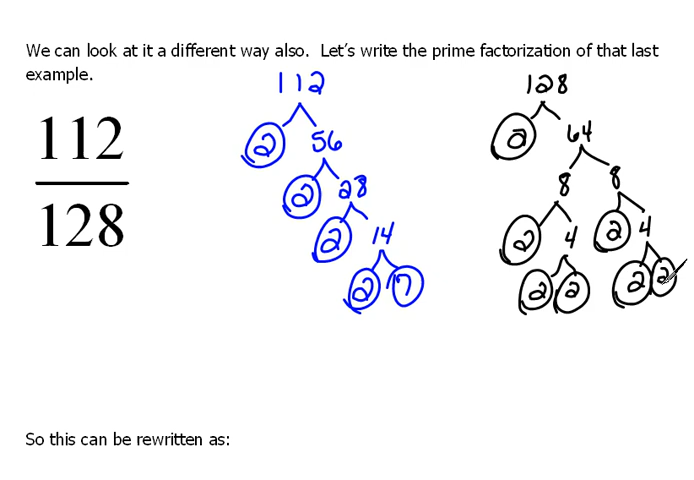 We can look at it a different way also. Let's write the prime factorization of that last
example.
112 128
112
128
2 56 2 64
2 28 8 8
2 14 2 4 2 4
2 7 2 2 2 2
So this can be rewritten as: